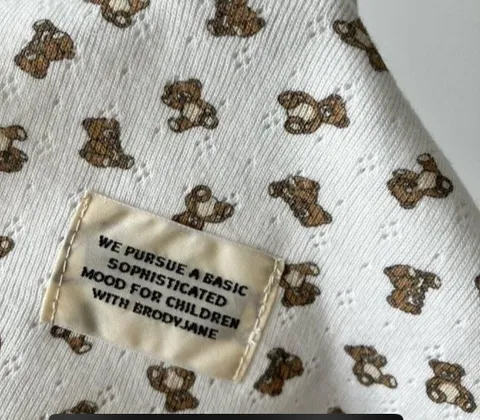 WE PURSUE A BASIC
SOPHISTICATED
MOOD FOR CHILDREN
WITH BRODYJANE